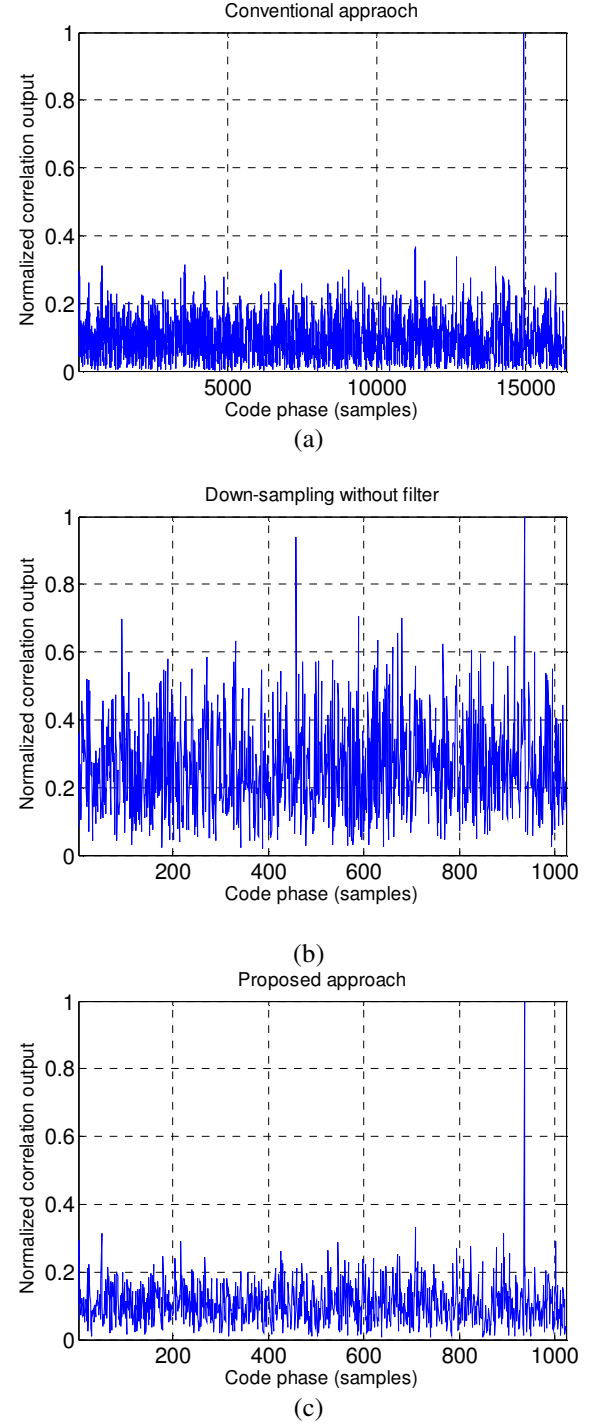 Conventional appraoch
1
0.8
0.6
0.4
0.2
0
Normalized correlation output
5000 10000 15000
Code phase (samples)
(a)
Down-sampling without filter
1
0.8
0.6
0.4
0.2
0
Normalized correlation output
200 400 600 800 1000
Code phase (samples)
(b)
Proposed approach
1
0.8
0.6
0.4
0.2
0
Normalized correlation output
200 400 600 800 1000
Code phase (samples)
(c)